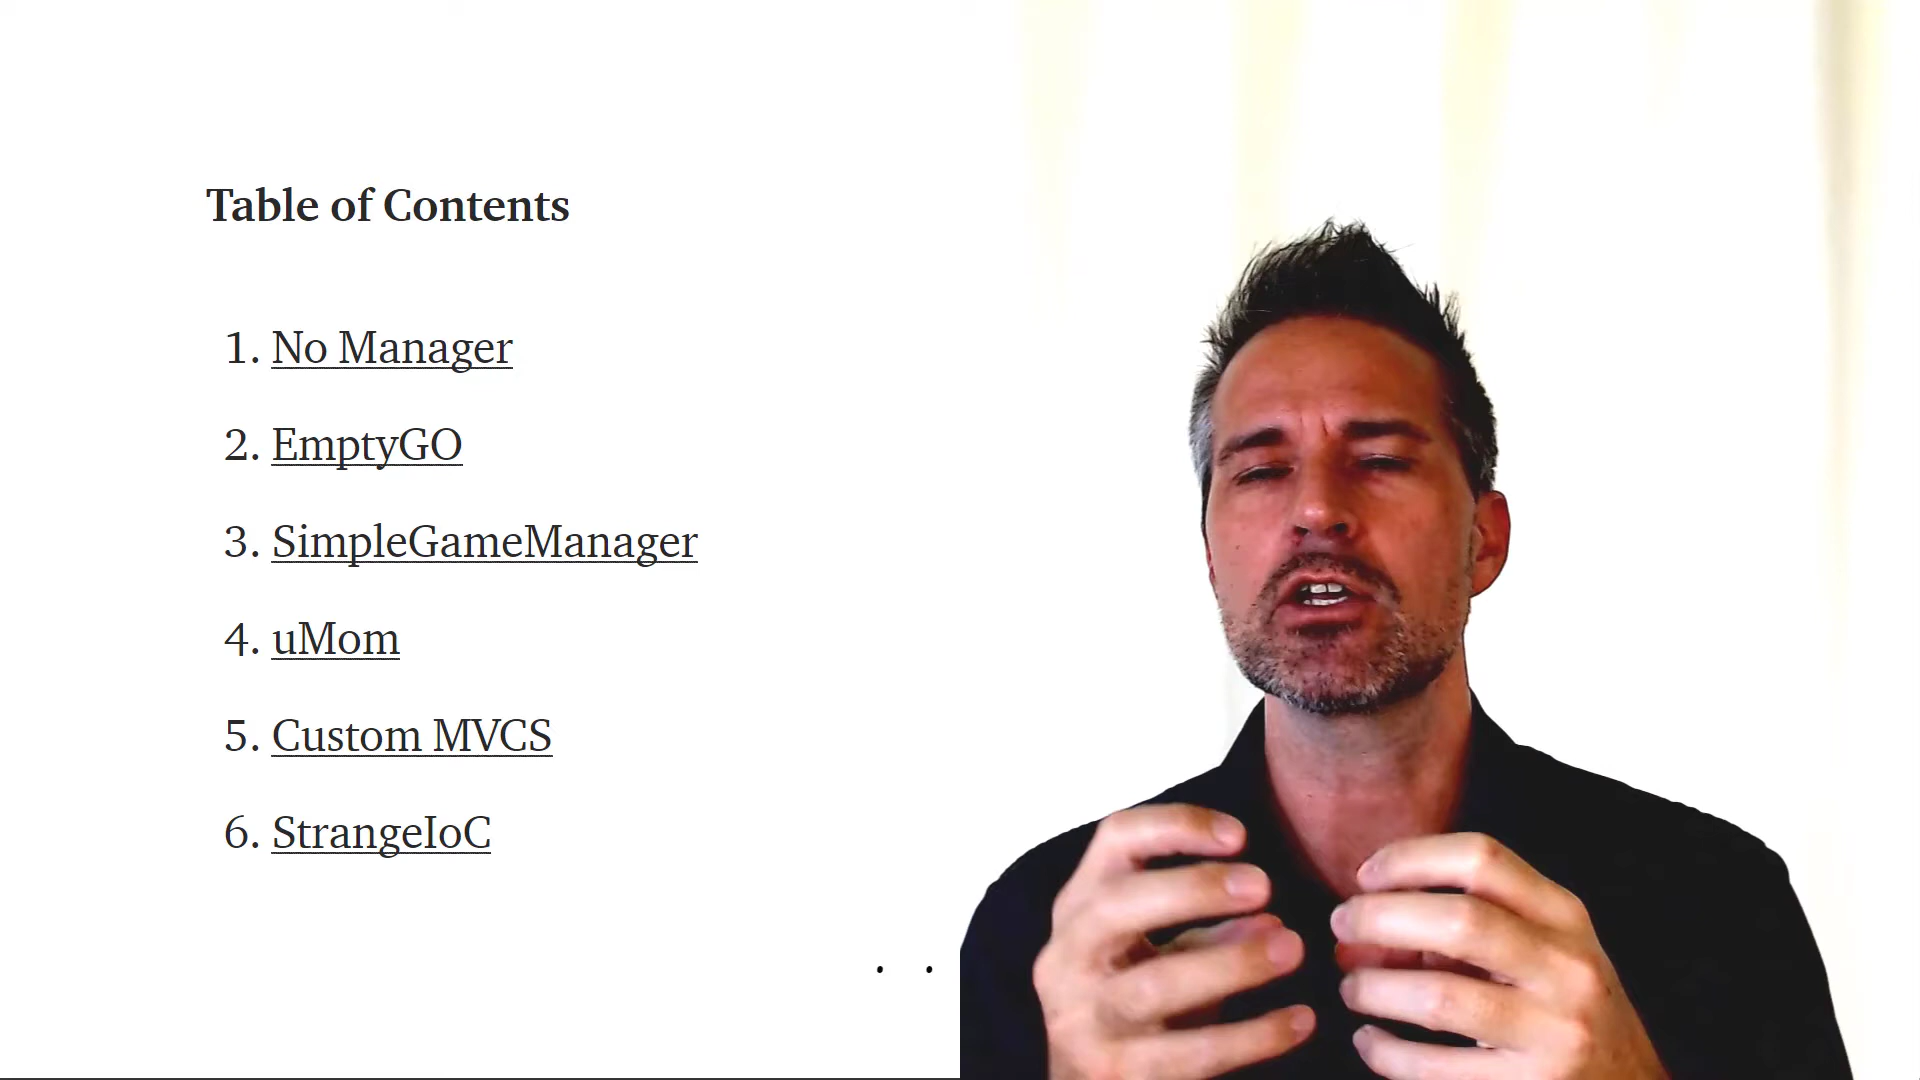 Table of Contents
1. No Manager
2. EmptyGO
3. SimpleGameManager
4. uMom
5. Custom MVCS
6. StrangeIoC